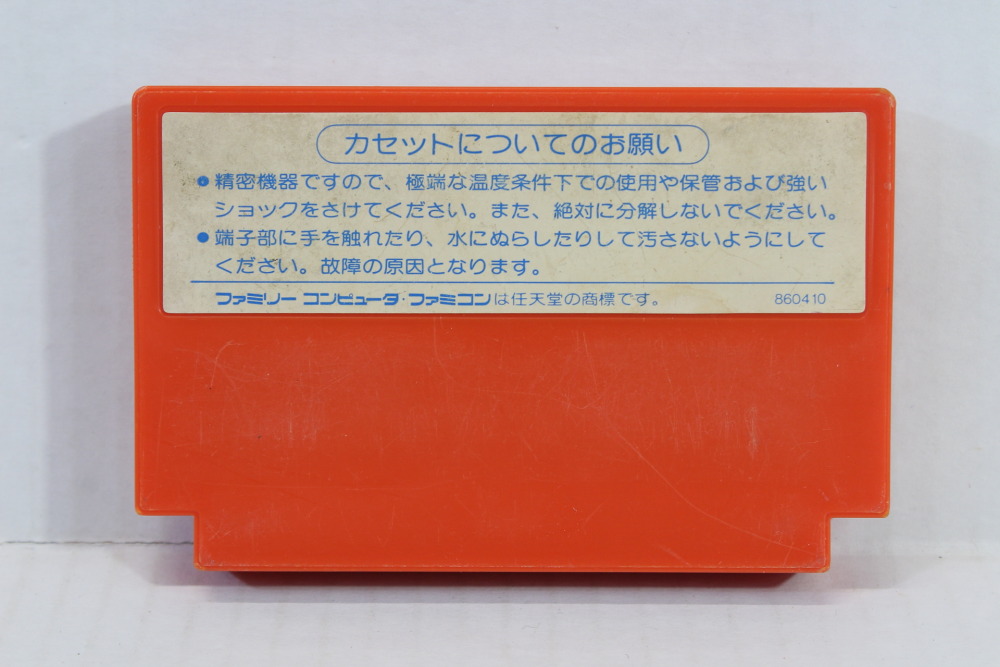 カセットについてのお願い
●精密機器ですので、極端な温度条件下での使用や保管および強い
ショックをさけてください。また、絶対に分解しないでください。
●端子部に手を触れたり、水にぬらしたりして汚さないようにして
ください。故障の原因となります。
ファミリー コンピュータ・ファミコンは任天堂の商標です。 860410